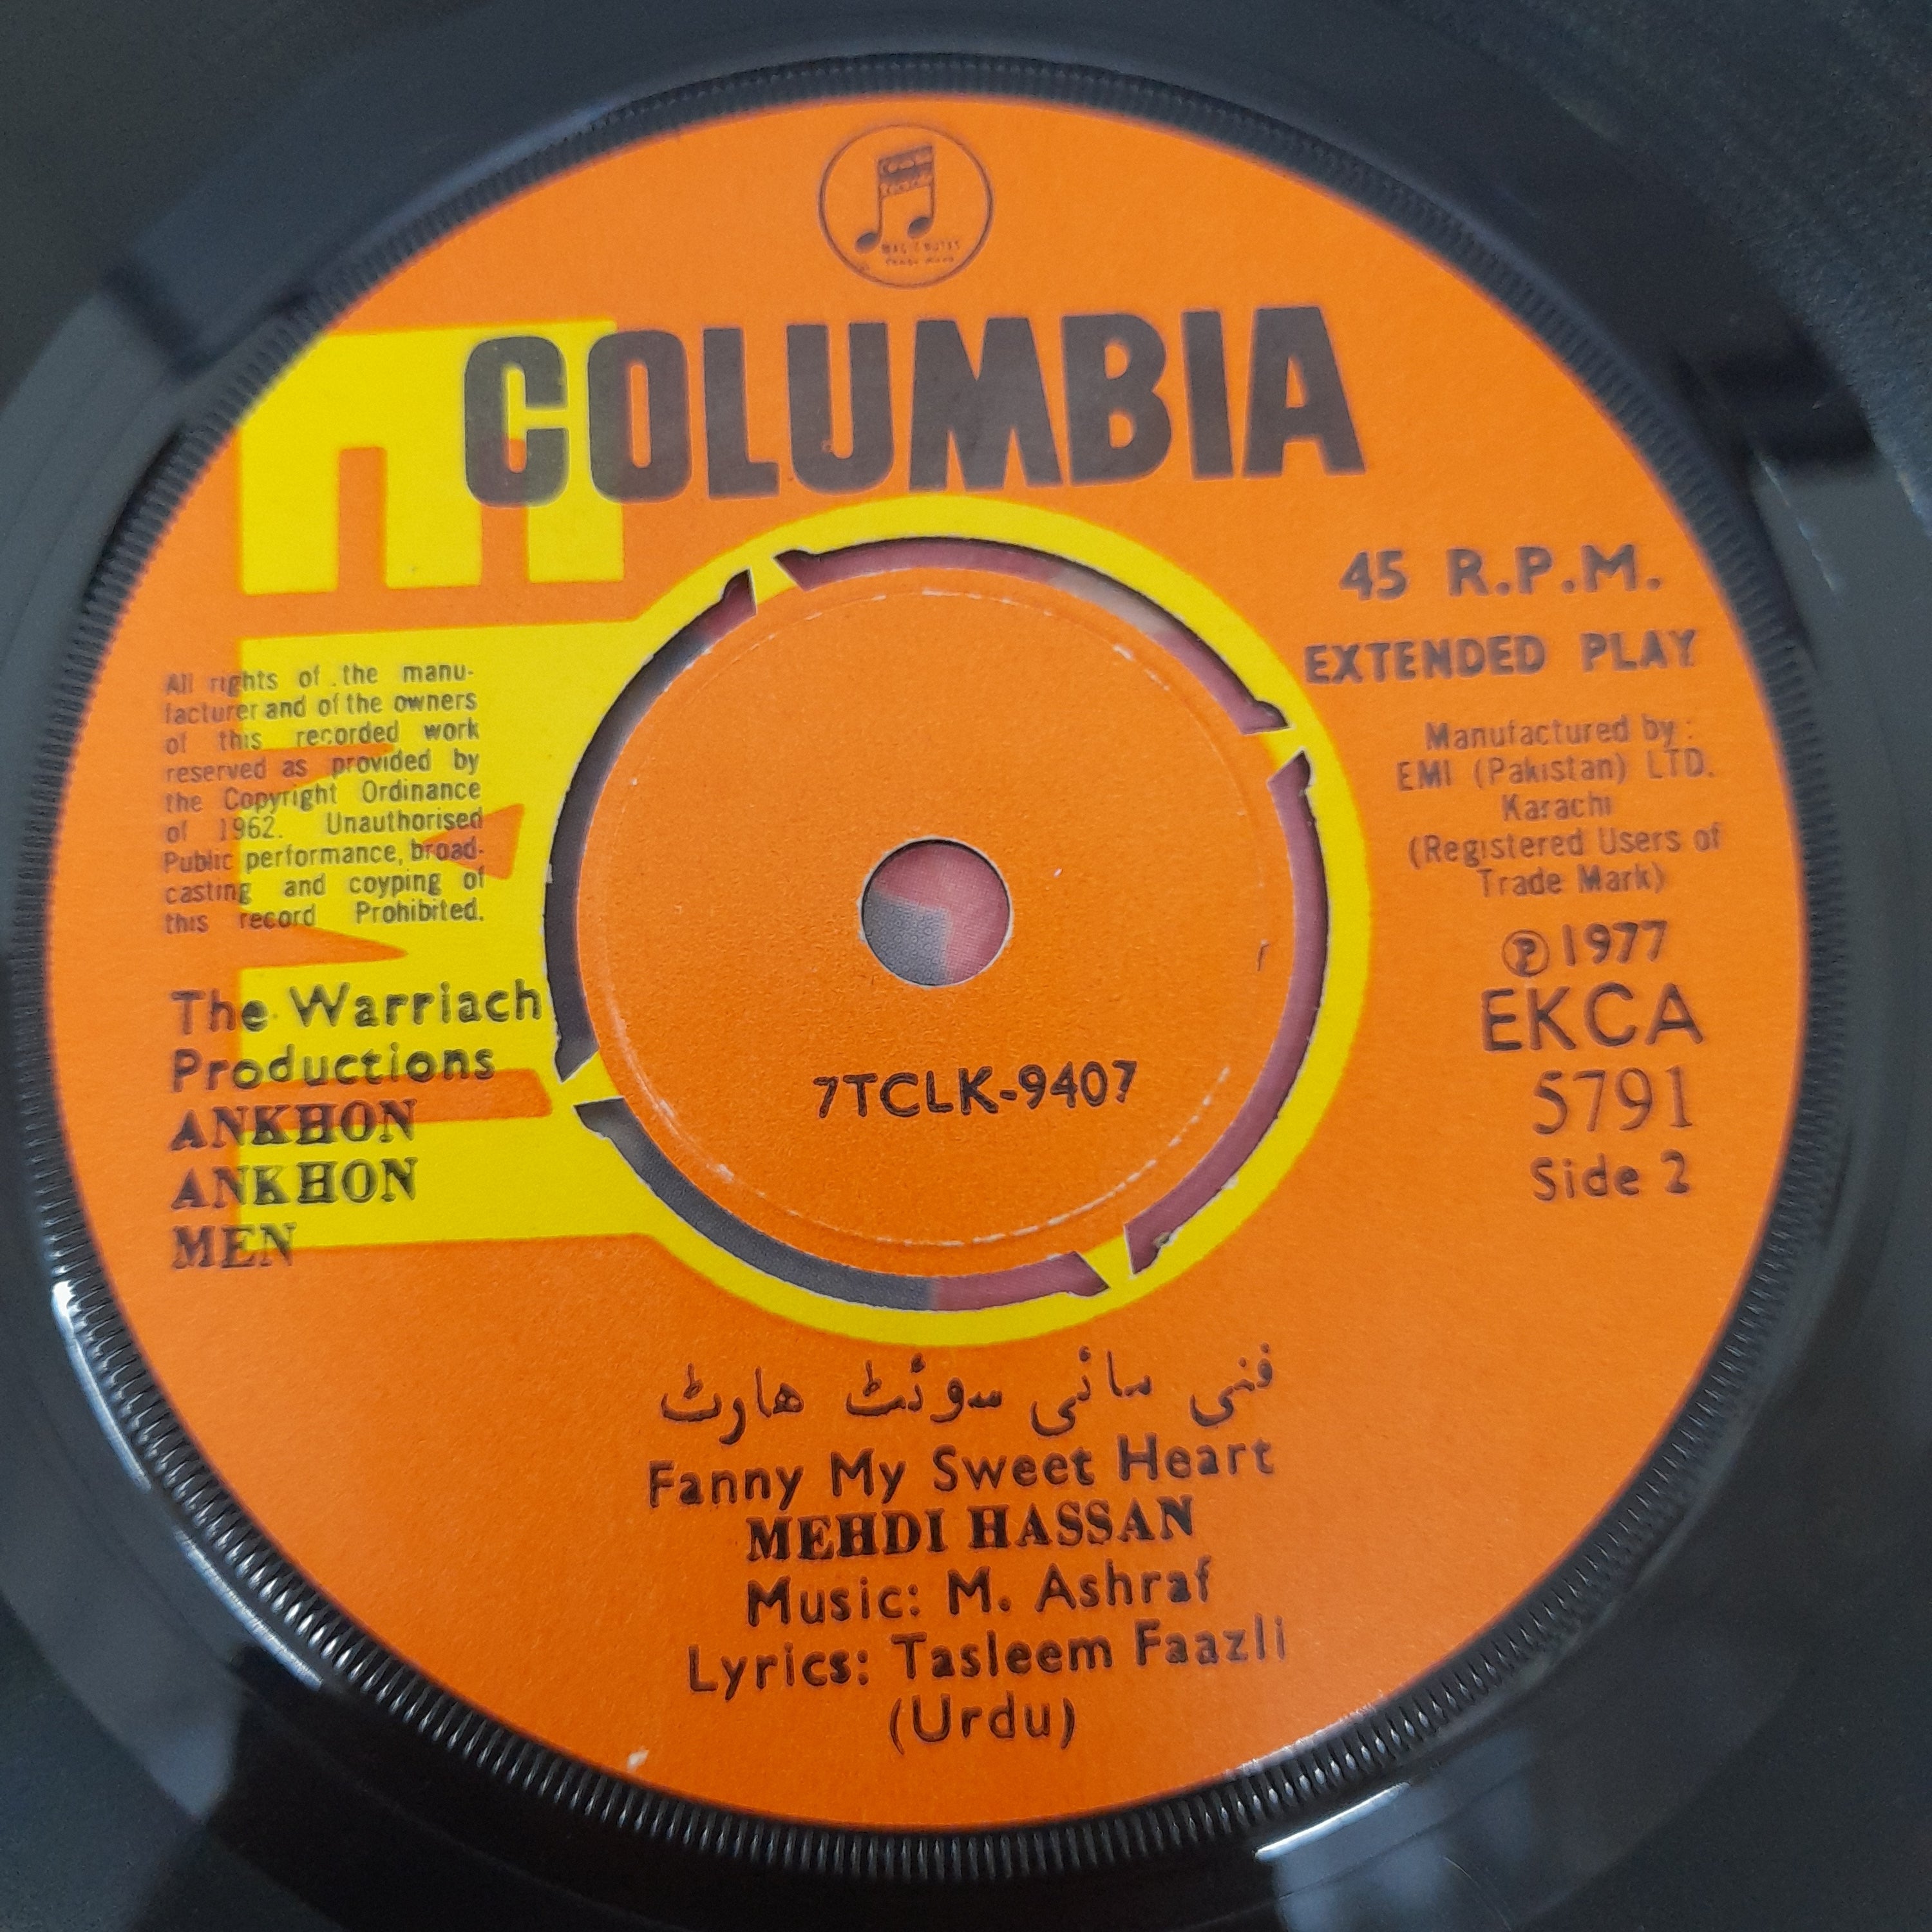 COLUMBIA
45 R.P.M.
EXTENDED PLAY
All rights of the manu-
facturer and of the owners
of this recorded work
reserved as provided by
the Copyright Ordinance
of 1962. Unauthorised
Public performance, broad-
casting and coyping of
this record Prohibited.
Manufactured by:
EMI (Pakistan) LTD.
Karachi
(Registered Users of
Trade Mark)
℗ 1977
EKCA
5791
Side 2
The Warriach
Productions
ANKHON
ANKHON
MEN
7TCLK-9407
فنی مائی سوئٹ ھارٹ
Fanny My Sweet Heart
MEHDI HASSAN
Music: M. Ashraf
Lyrics: Tasleem Faazli
(Urdu)
EMI